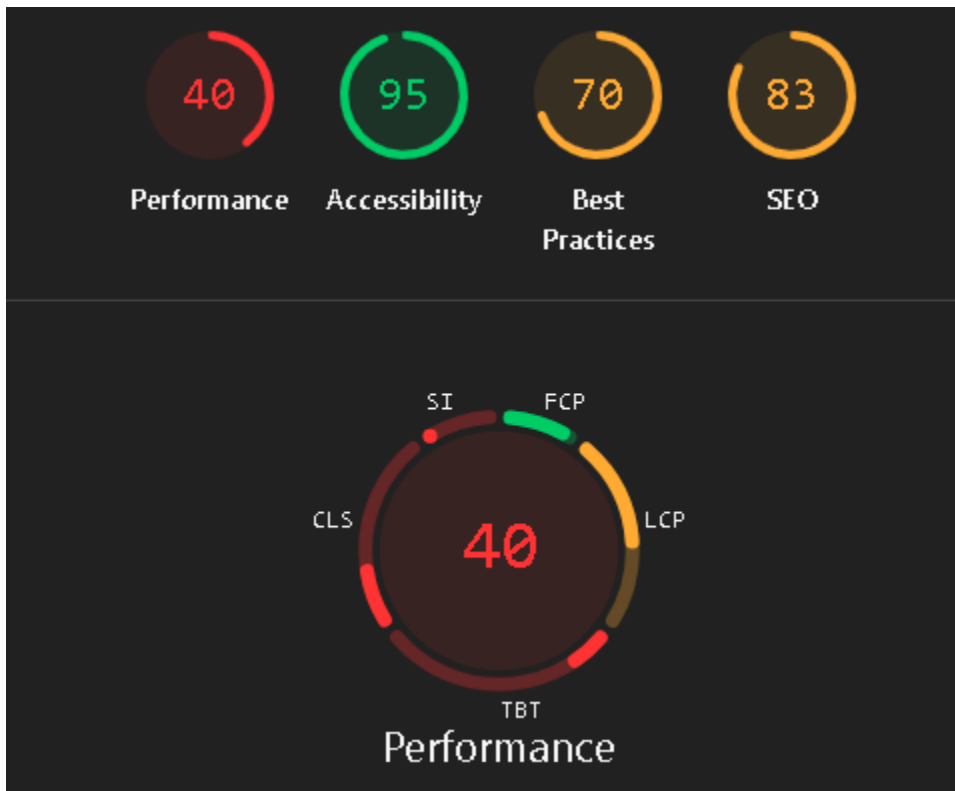 40
95
70
83
Performance
Accessibility
Best
Practices
SEO
SI
FCP
CLS
LCP
40
TBT
Performance